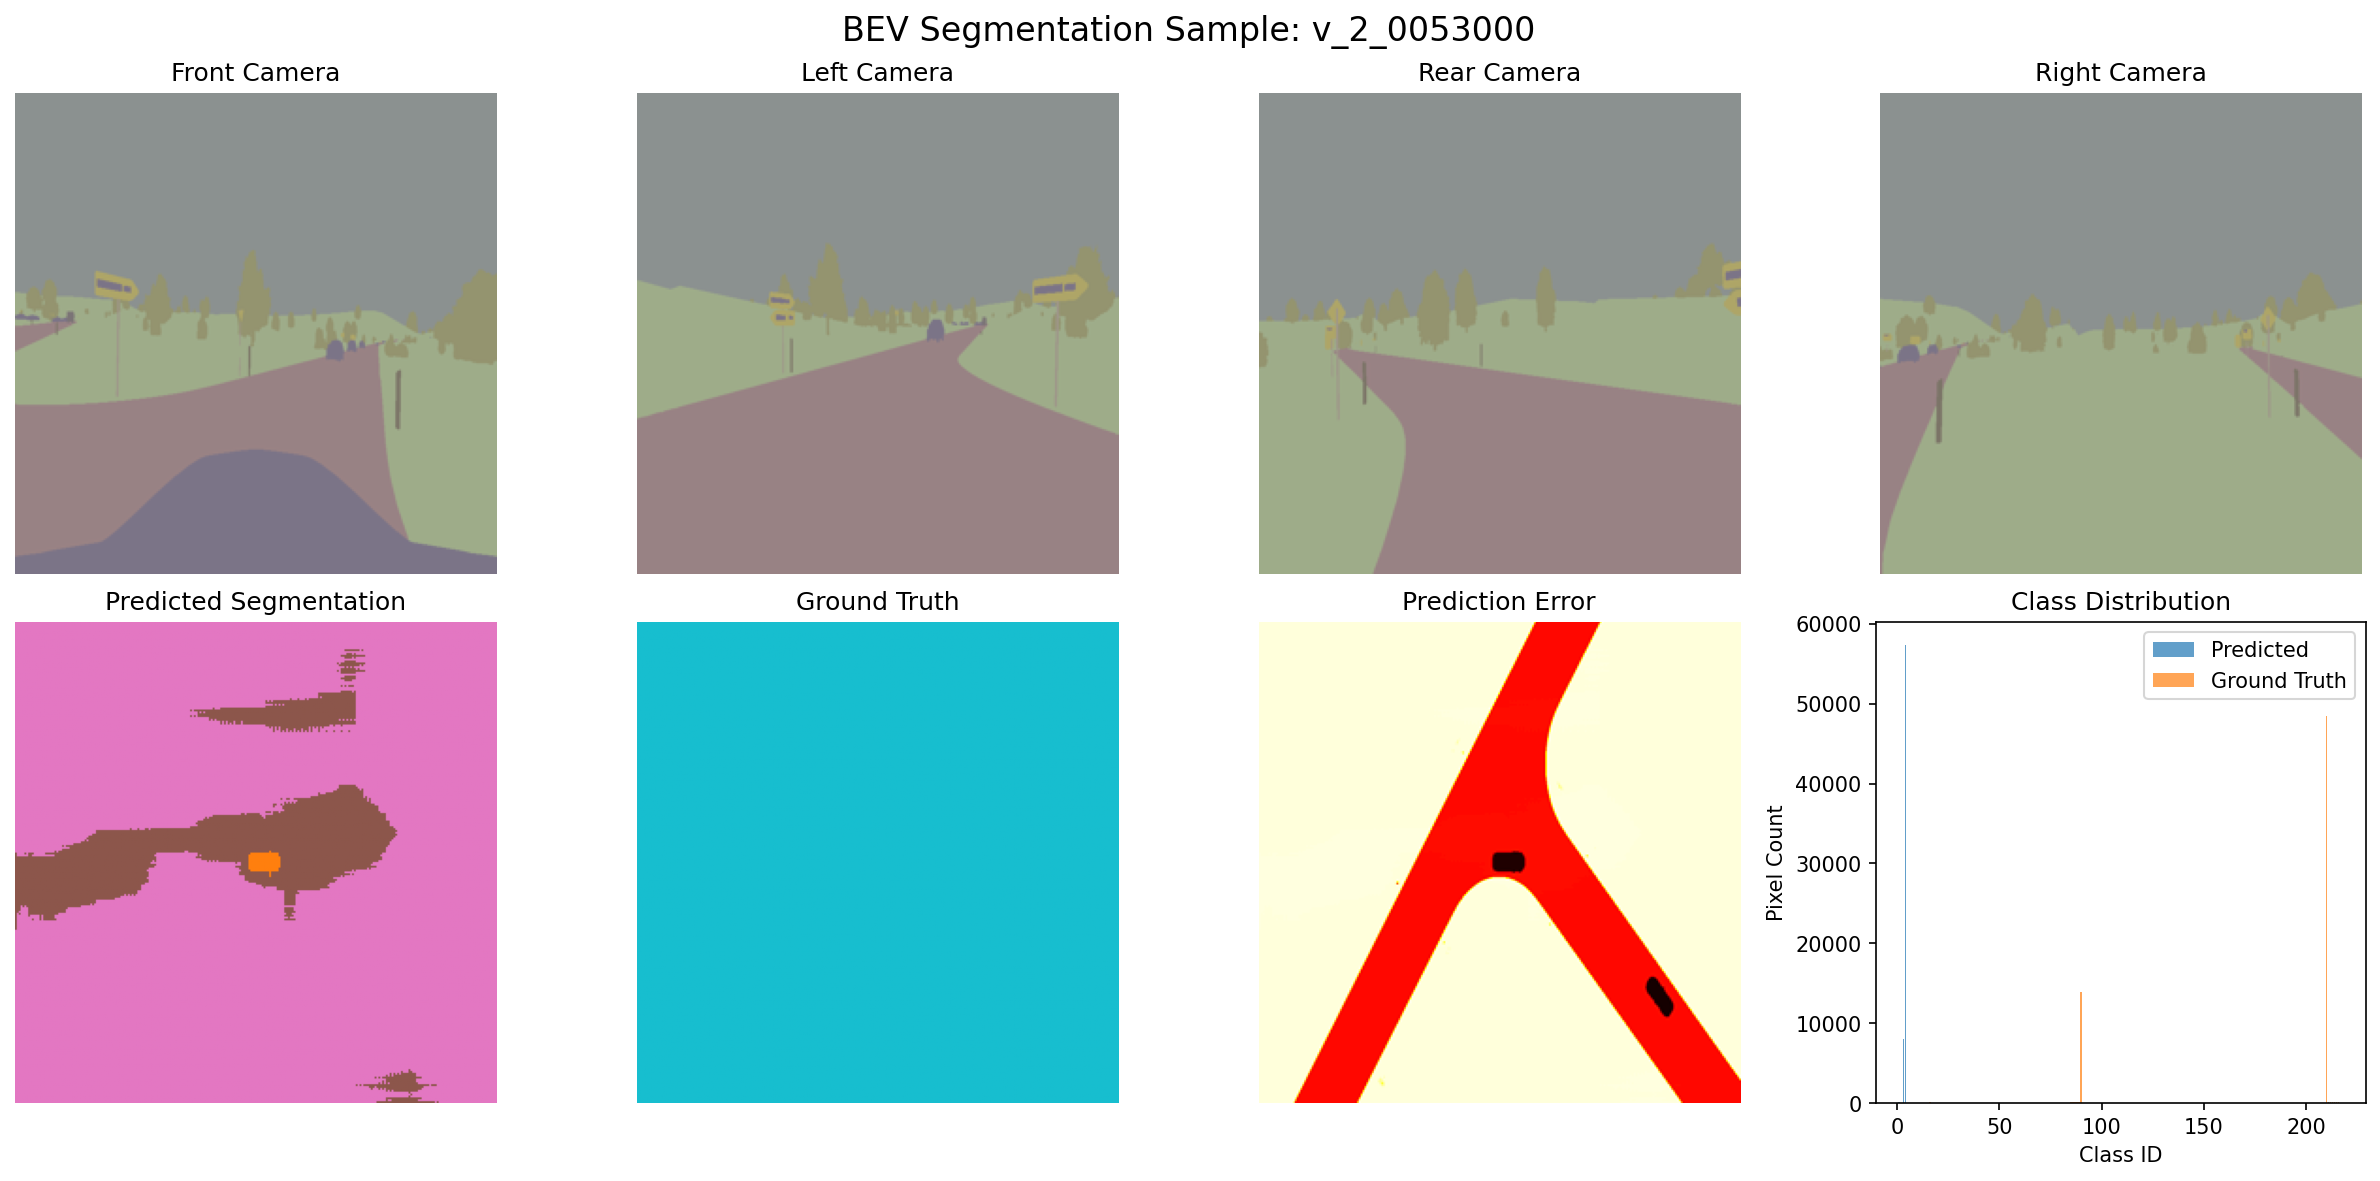 BEV Segmentation Sample: v_2_0053000
Front Camera
Left Camera
Rear Camera
Right Camera
Predicted Segmentation
Ground Truth
Prediction Error
Class Distribution
Predicted
Ground Truth
Pixel Count
60000
50000
40000
30000
20000
10000
0
0 50 100 150 200
Class ID